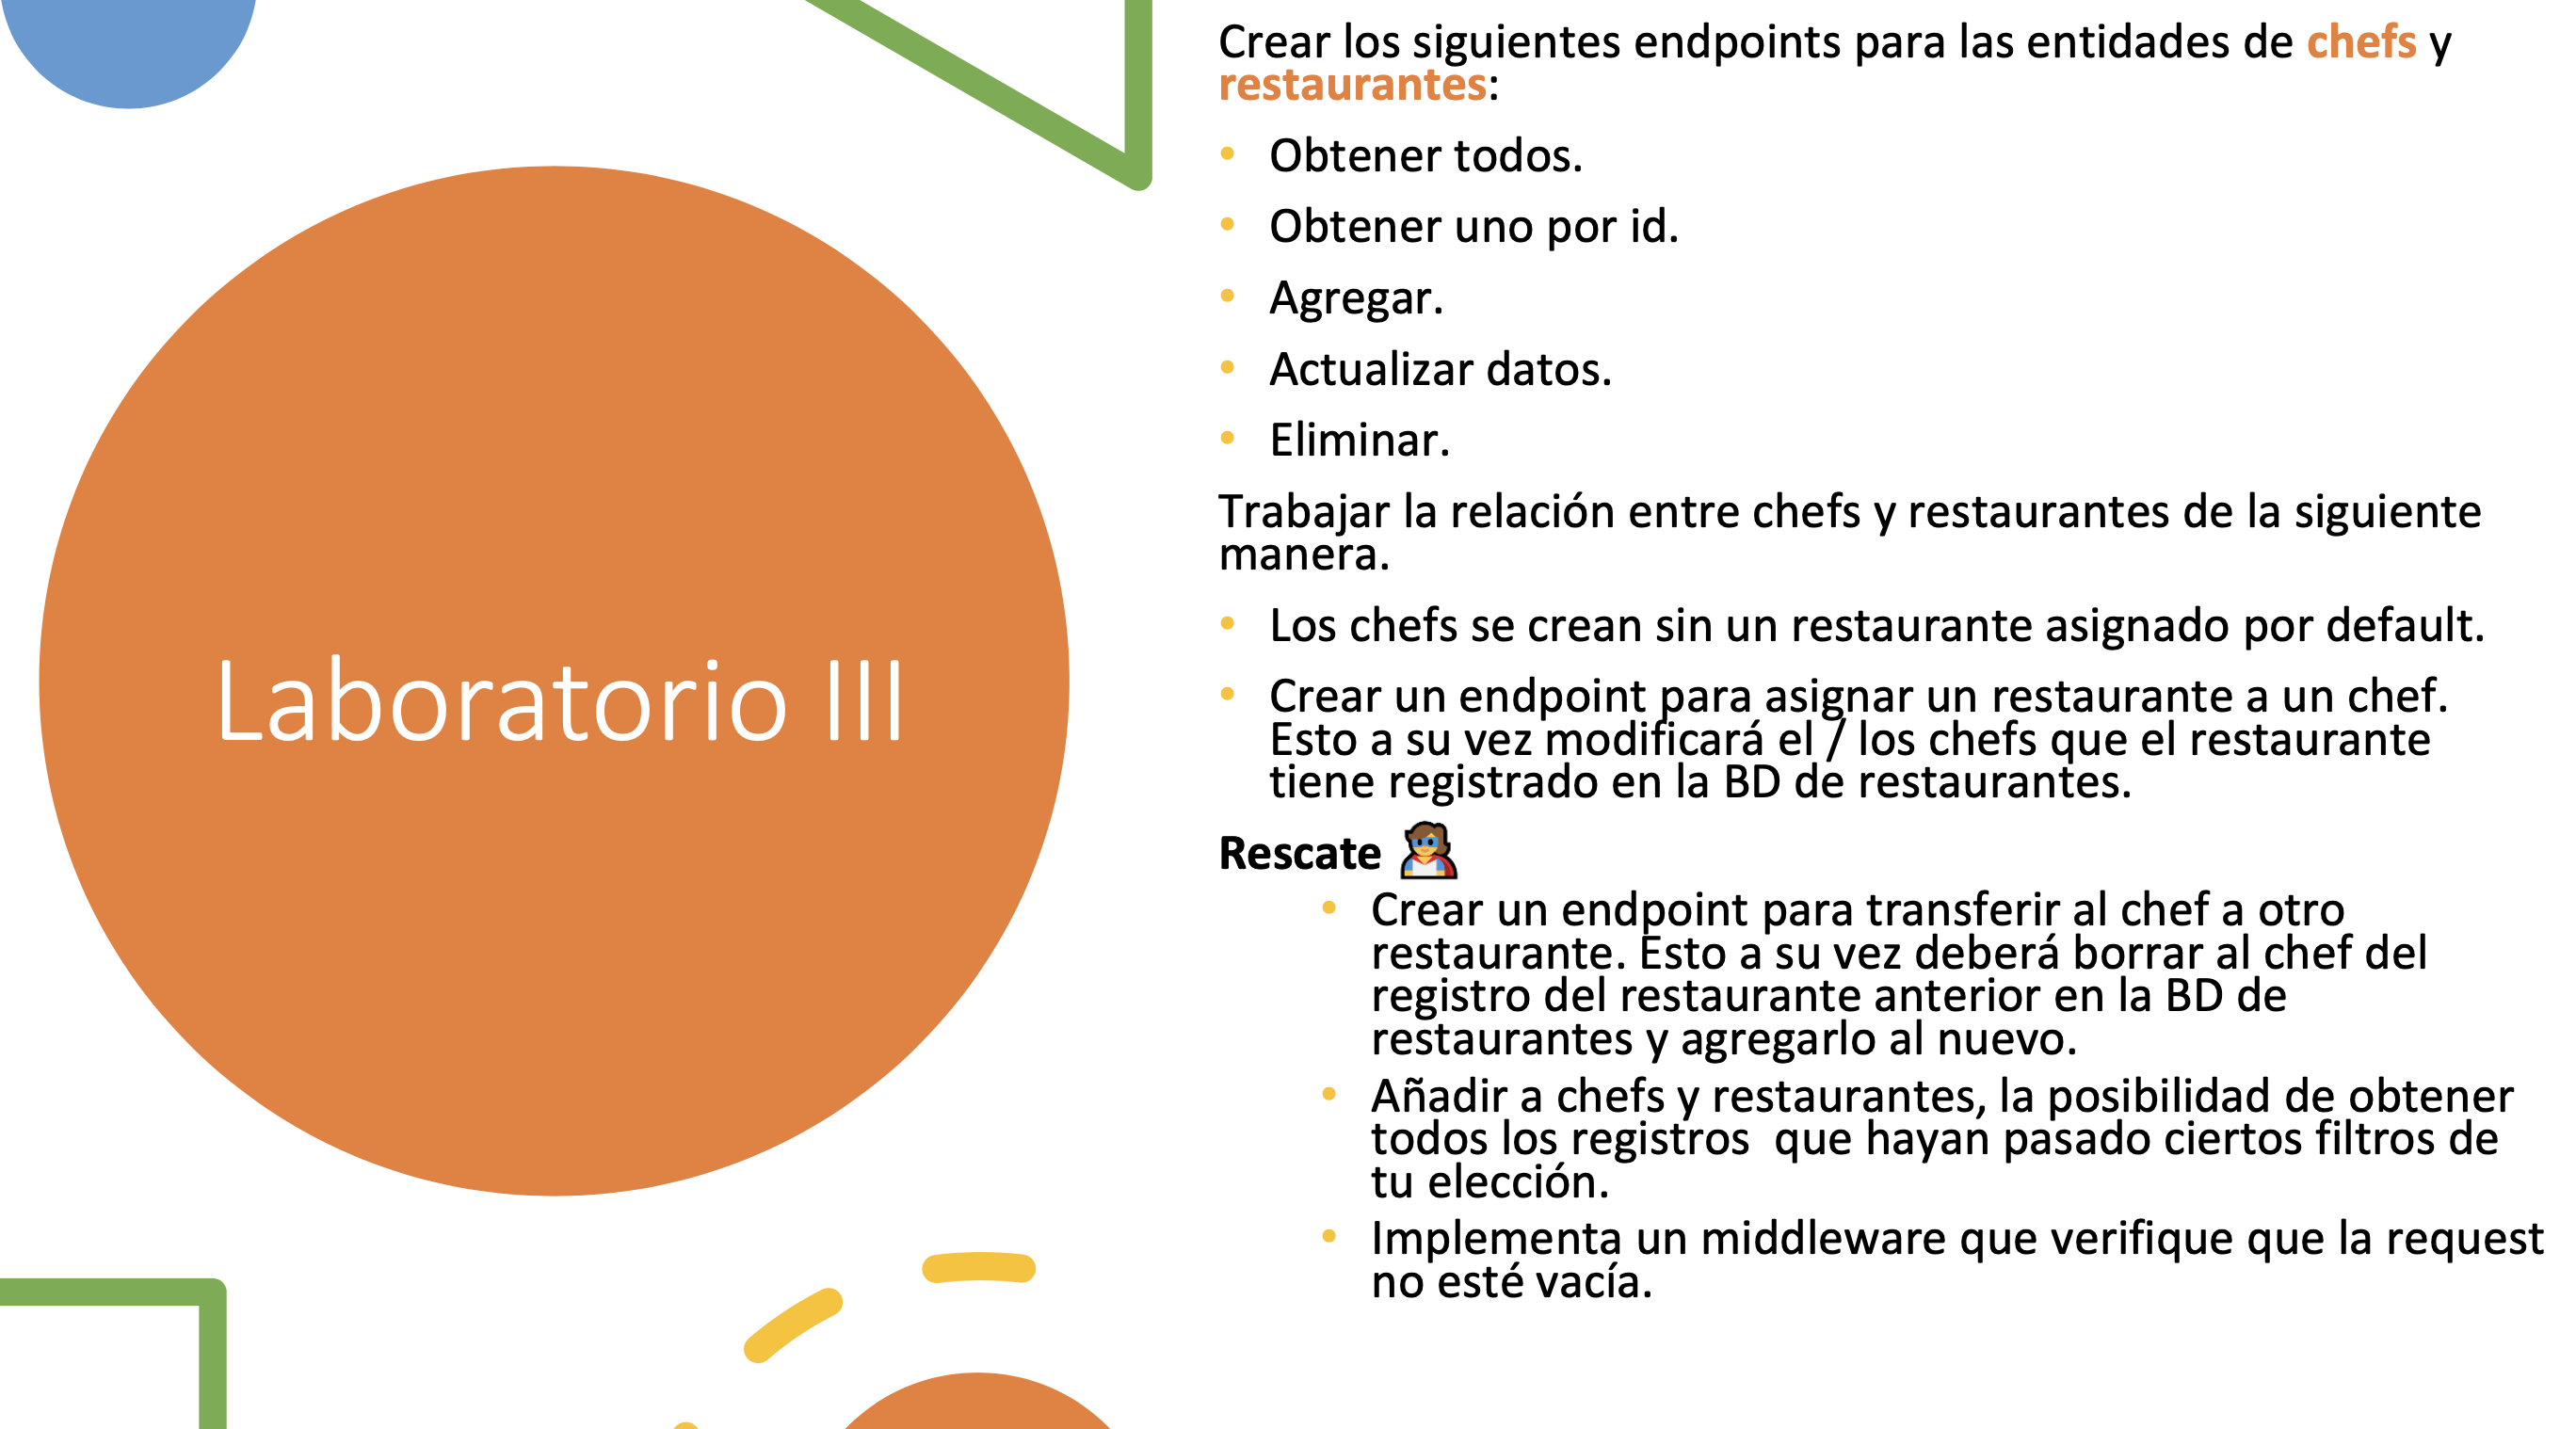 Laboratorio III
Crear los siguientes endpoints para las entidades de chefs y
restaurantes:
• Obtener todos.
• Obtener uno por id.
• Agregar.
• Actualizar datos.
• Eliminar.
Trabajar la relación entre chefs y restaurantes de la siguiente
manera.
• Los chefs se crean sin un restaurante asignado por default.
• Crear un endpoint para asignar un restaurante a un chef.
Esto a su vez modificará el / los chefs que el restaurante
tiene registrado en la BD de restaurantes.
Rescate
• Crear un endpoint para transferir al chef a otro
restaurante. Esto a su vez deberá borrar al chef del
registro del restaurante anterior en la BD de
restaurantes y agregarlo al nuevo.
• Añadir a chefs y restaurantes, la posibilidad de obtener
todos los registros  que hayan pasado ciertos filtros de
tu elección.
• Implementa un middleware que verifique que la request
no esté vacía.